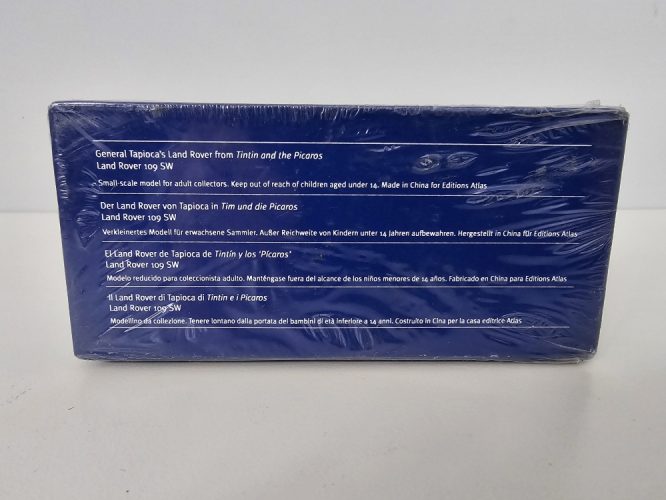 General Tapioca's Land Rover from Tintin and the Picaros
Land Rover 109 SW
Small-scale model for adult collectors. Keep out of reach of children aged under 14. Made in China for Editions Atlas
Der Land Rover von Tapioca in Tim und die Picaros
Land Rover 109 SW
Verkleinertes Modell für erwachsene Sammler. Außer Reichweite von Kindern unter 14 Jahren aufbewahren. Hergestellt in China für Editions Atlas
El Land Rover de Tapioca de Tintín y los 'Pícaros'
Land Rover 109 SW
Modelo reducido para coleccionista adulto. Manténgase fuera del alcance de los niños menores de 14 años. Fabricado en China para Editions Atlas
Il Land Rover di Tapioca di Tintin e i Picaros
Land Rover 109 SW
Modellino da collezione. Tenere lontano dalla portata dei bambini di età inferiore a 14 anni. Costruito in Cina per la casa editrice Atlas